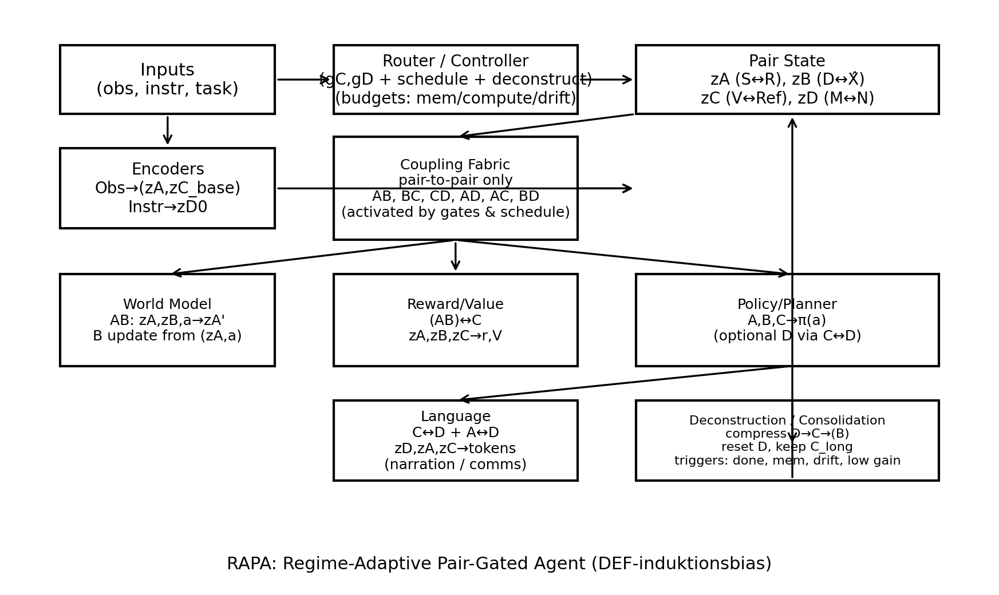 Inputs
(obs, instr, task)
Router / Controller
(gC,gD + schedule + deconstruct)
(budgets: mem/compute/drift)
Pair State
zA (S↔R), zB (D↔X̂)
zC (V↔Ref), zD (M↔N)
Encoders
Obs→(zA,zC_base)
Instr→zD0
Coupling Fabric
pair-to-pair only
AB, BC, CD, AD, AC, BD
(activated by gates & schedule)
World Model
AB: zA,zB,a→zA'
B update from (zA,a)
Reward/Value
(AB)↔C
zA,zB,zC→r,V
Policy/Planner
A,B,C→π(a)
(optional D via C↔D)
Language
C↔D + A↔D
zD,zA,zC→tokens
(narration / comms)
Deconstruction / Consolidation
compress D→C→(B)
reset D, keep C_long
triggers: done, mem, drift, low gain
RAPA: Regime-Adaptive Pair-Gated Agent (DEF-induktionsbias)